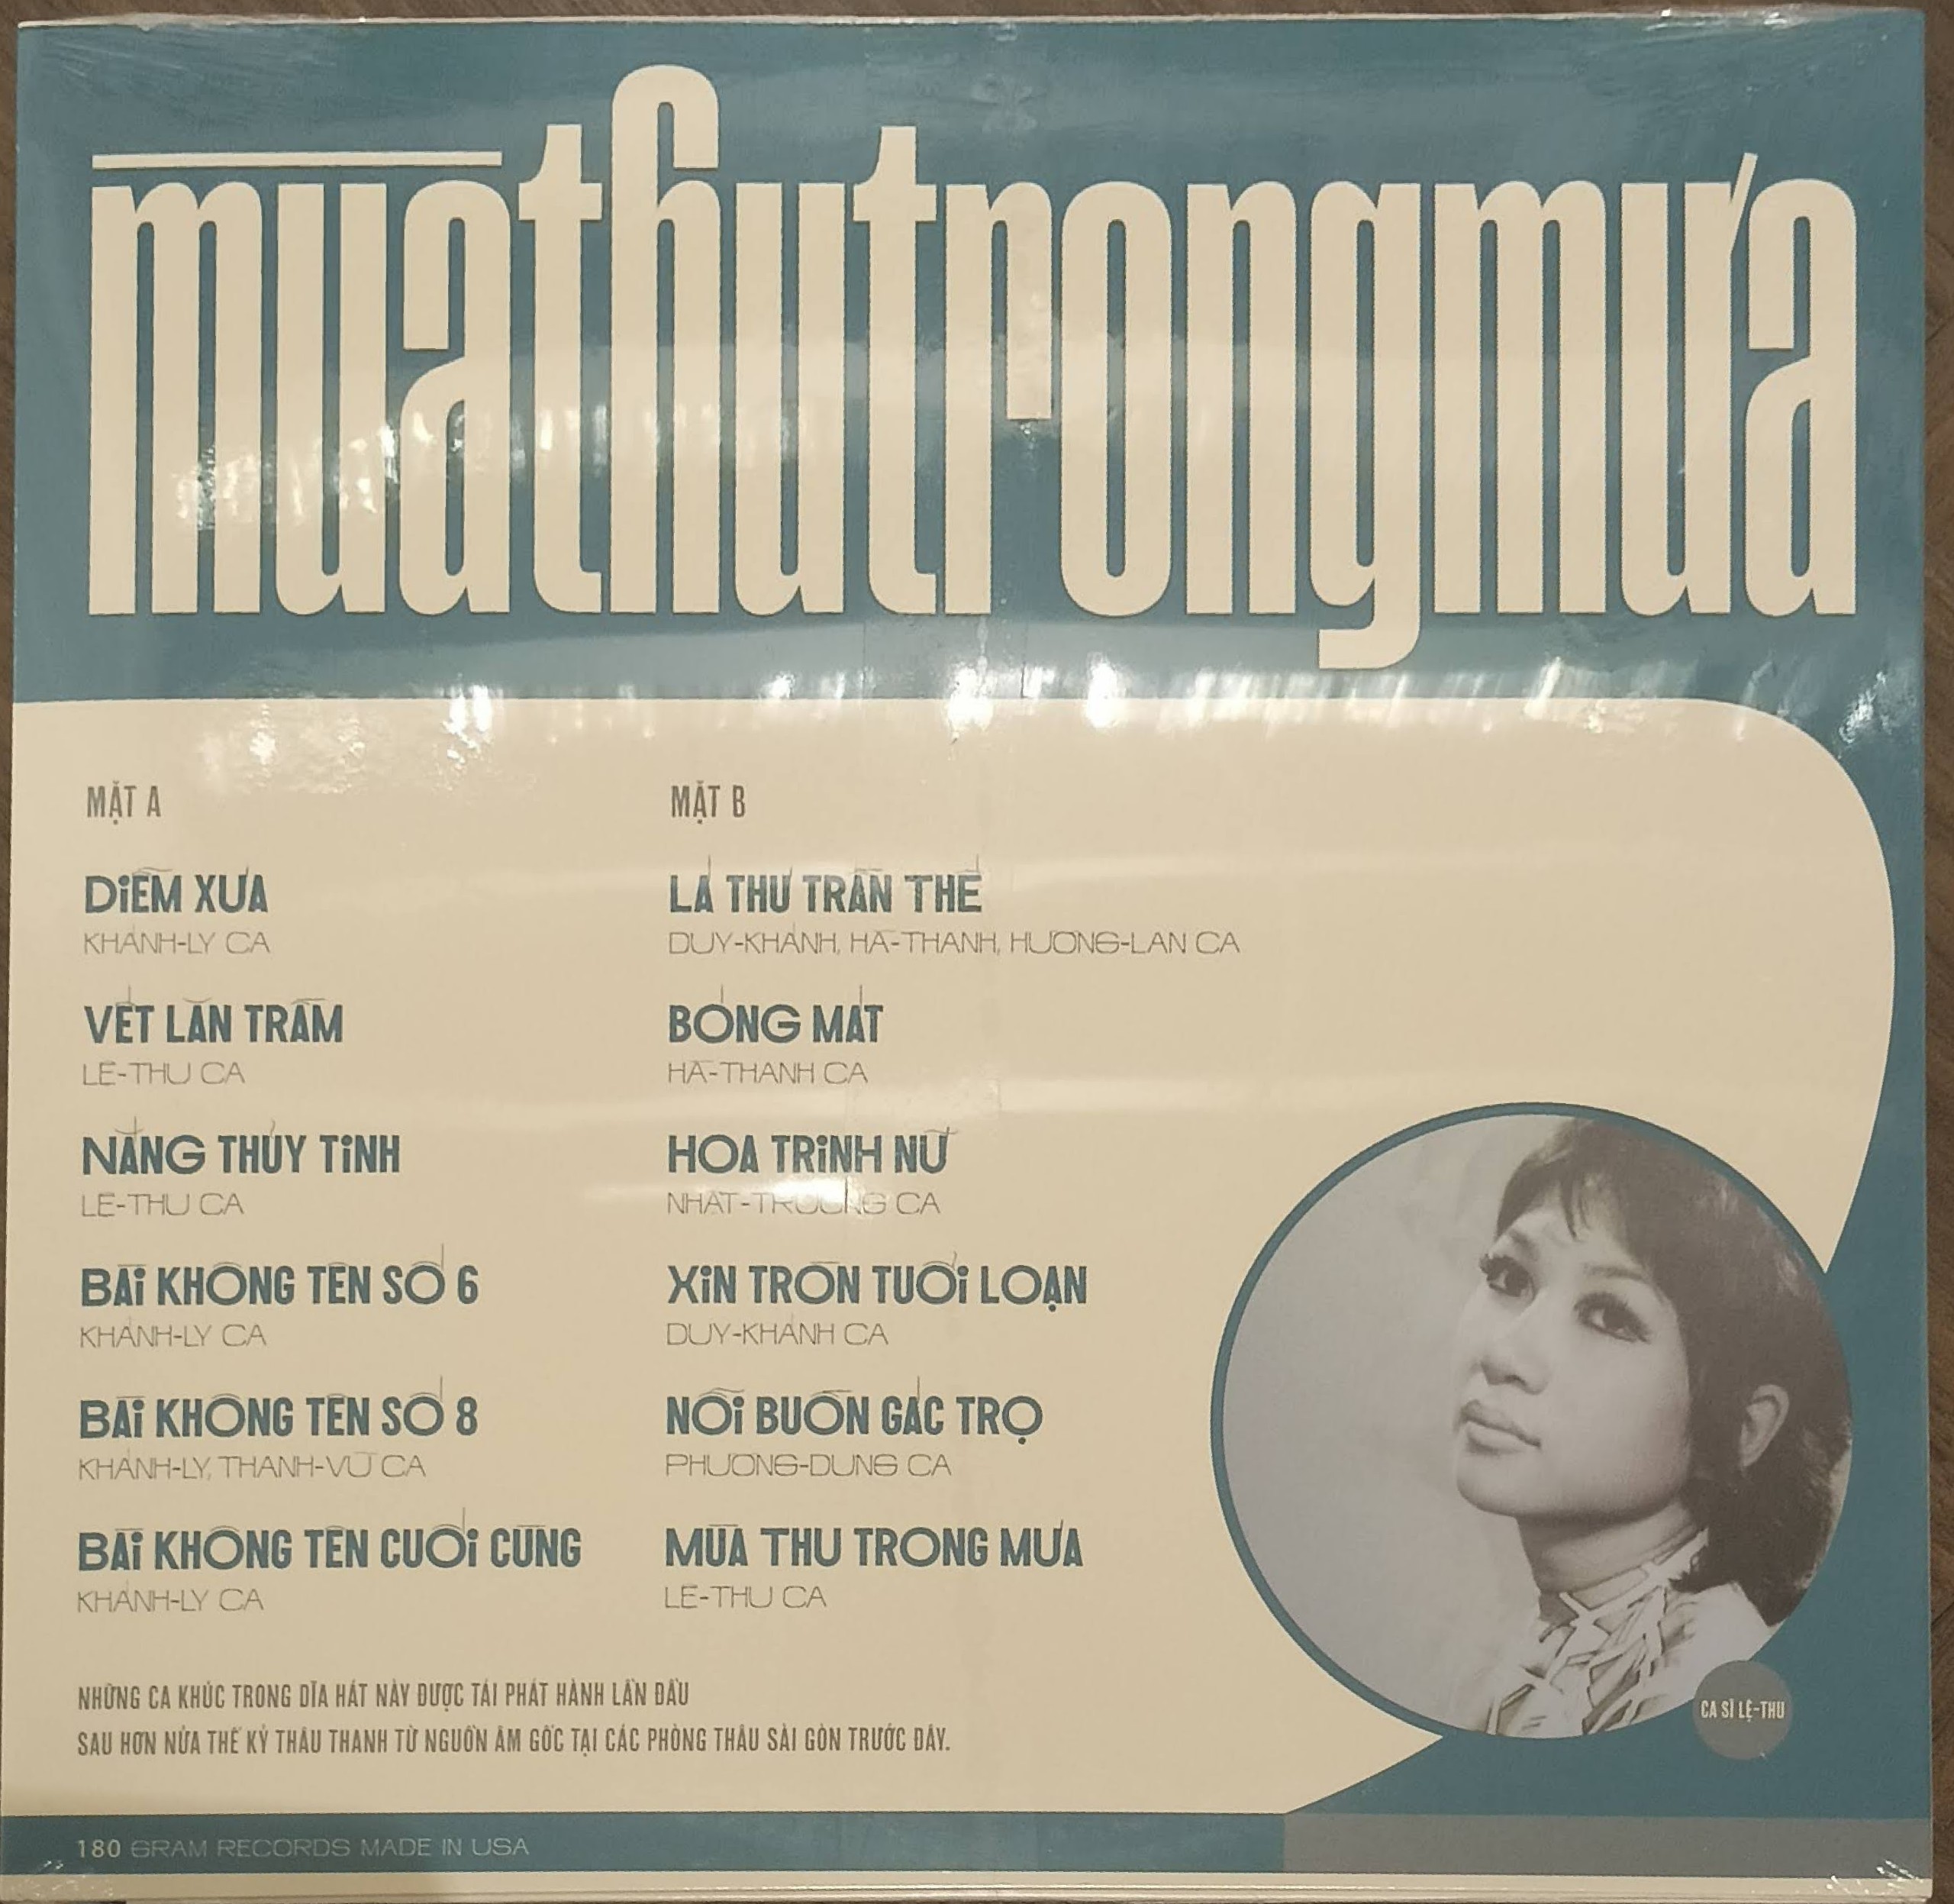 mùathutrongmưa
MẶT A
DiỄM XƯA
KHÁNH-LY CA
VẾT LĂN TRẦM
LỆ-THU CA
NẮNG THỦY TiNH
LỆ-THU CA
BÀi KHÔNG TÊN SỐ 6
KHÁNH-LY CA
BÀi KHÔNG TÊN SỐ 8
KHÁNH-LY, THANH-VŨ CA
BÀi KHÔNG TÊN CUỐi CÙNG
KHÁNH-LY CA
MẶT B
LÁ THƯ TRẦN THẾ
DUY-KHÁNH, HÀ-THANH, HƯƠNG-LAN CA
BÓNG MÁT
HÀ-THANH CA
HOA TRiNH NỮ
NHẬT-TRƯỜNG CA
XiN TRÒN TUỔi LOẠN
DUY-KHÁNH CA
NỖi BUỒN GÁC TRỌ
PHƯƠNG-DUNG CA
MÙA THU TRONG MƯA
LỆ-THU CA
NHỮNG CA KHÚC TRONG DĨA HÁT NÀY ĐƯỢC TÁI PHÁT HÀNH LẦN ĐẦU
SAU HƠN NỬA THẾ KỶ THÂU THANH TỪ NGUỒN ÂM GỐC TẠI CÁC PHÒNG THÂU SÀI GÒN TRƯỚC ĐÂY.
CA SĨ LỆ-THU
180 GRAM RECORDS MADE IN USA